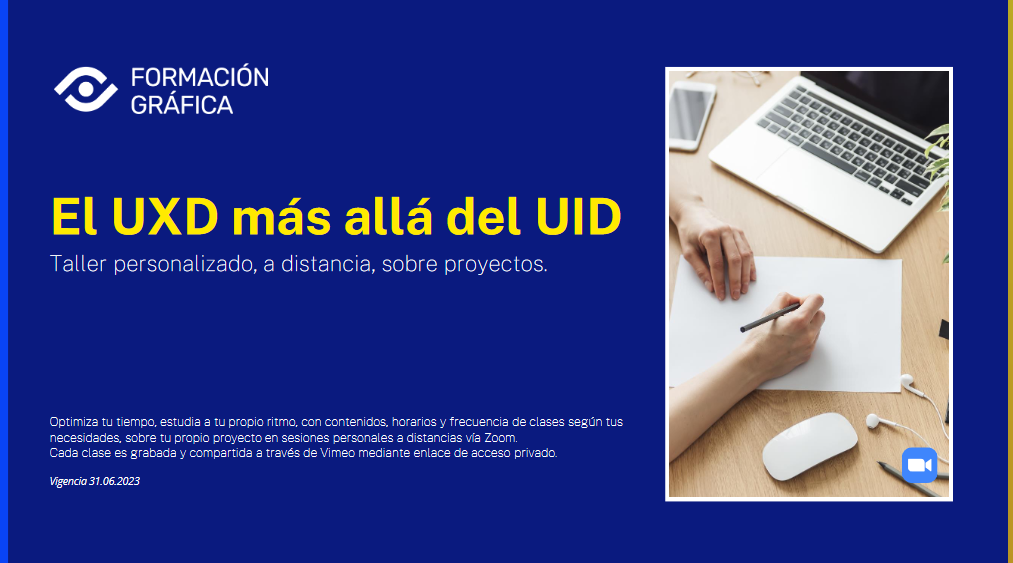 FORMACIÓN
GRÁFICA
El UXD más allá del UID
Taller personalizado, a distancia, sobre proyectos.
Optimiza tu tiempo, estudia a tu propio ritmo, con contenidos, horarios y frecuencia de clases según tus
necesidades, sobre tu propio proyecto en sesiones personales a distancias vía Zoom.
Cada clase es grabada y compartida a través de Vimeo mediante enlace de acceso privado.
Vigencia 31.06.2023